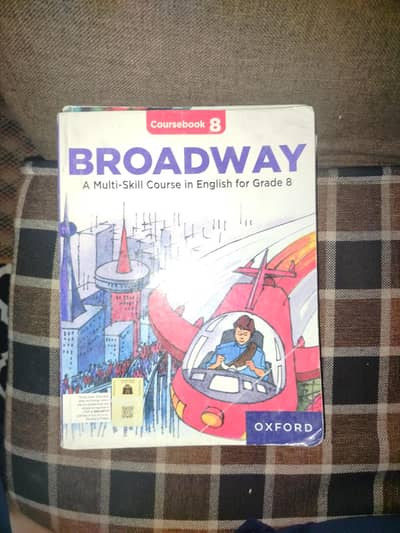 Coursebook 8
BROADWAY
A Multi-Skill Course in English for Grade 8
OXFORD